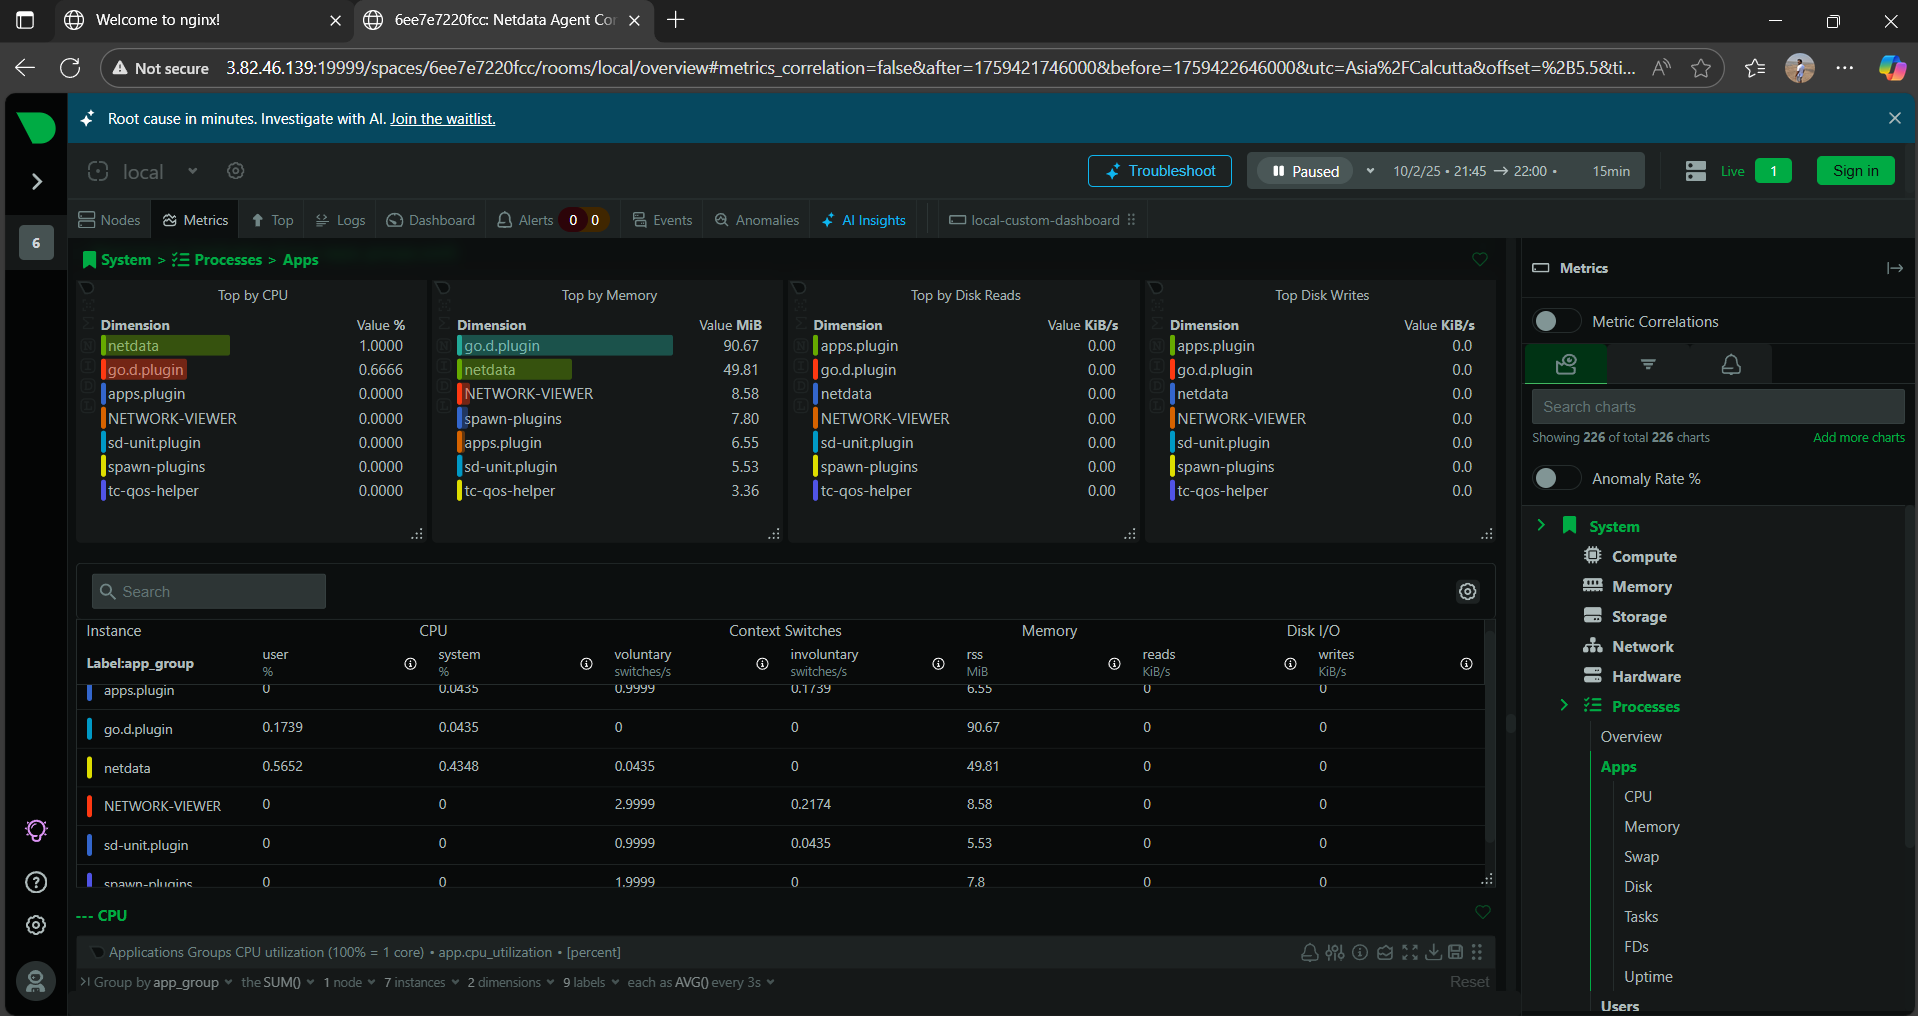 Welcome to nginx!
6ee7e7220fcc: Netdata Agent Co
Not secure 3.82.46.139:19999/spaces/6ee7e7220fcc/rooms/local/overview#metrics_correlation=false&after=1759421746000&before=1759422646000&utc=Asia%2FCalcutta&offset=%2B5.5&ti...
Root cause in minutes. Investigate with AI. Join the waitlist.
local
Troubleshoot
Paused
10/2/25 • 21:45 → 22:00 •
15min
Live
1
Sign in
6
Nodes
Metrics
Top
Logs
Dashboard
Alerts 0 0
Events
Anomalies
AI Insights
local-custom-dashboard
System > Processes > Apps
Top by CPU
Dimension Value %
netdata 1.0000
go.d.plugin 0.6666
apps.plugin 0.0000
NETWORK-VIEWER 0.0000
sd-unit.plugin 0.0000
spawn-plugins 0.0000
tc-qos-helper 0.0000
Top by Memory
Dimension Value MiB
go.d.plugin 90.67
netdata 49.81
NETWORK-VIEWER 8.58
spawn-plugins 7.80
apps.plugin 6.55
sd-unit.plugin 5.53
tc-qos-helper 3.36
Top by Disk Reads
Dimension Value KiB/s
apps.plugin 0.00
go.d.plugin 0.00
netdata 0.00
NETWORK-VIEWER 0.00
sd-unit.plugin 0.00
spawn-plugins 0.00
tc-qos-helper 0.00
Top Disk Writes
Dimension Value KiB/s
apps.plugin 0.0
go.d.plugin 0.0
netdata 0.0
NETWORK-VIEWER 0.0
sd-unit.plugin 0.0
spawn-plugins 0.0
tc-qos-helper 0.0
Search
Instance CPU Context Switches Memory Disk I/O
Label:app_group user system voluntary involuntary rss reads writes
% % switches/s switches/s MiB KiB/s KiB/s
apps.plugin 0 0.0435 0.9999 0.1739 6.55 0 0
go.d.plugin 0.1739 0.0435 0 0 90.67 0 0
netdata 0.5652 0.4348 0.0435 0 49.81 0 0
NETWORK-VIEWER 0 0 2.9999 0.2174 8.58 0 0
sd-unit.plugin 0 0 0.9999 0.0435 5.53 0 0
spawn-plugins 0 0 1.9999 0 7.8 0 0
--- CPU
Applications Groups CPU utilization (100% = 1 core) • app.cpu_utilization • [percent]
Group by app_group the SUM() 1 node 7 instances 2 dimensions 9 labels each as AVG() every 3s
Reset
Metrics
Metric Correlations
Search charts
Showing 226 of total 226 charts
Add more charts
Anomaly Rate %
System
Compute
Memory
Storage
Network
Hardware
Processes
Overview
Apps
CPU
Memory
Swap
Disk
Tasks
FDs
Uptime
Users